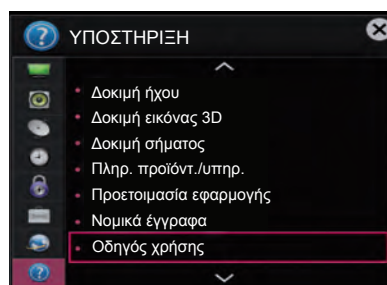 ΥΠΟΣΤΗΡΙΞΗ
Δοκιμή ήχου
Δοκιμή εικόνας 3D
Δοκιμή σήματος
Πληρ. προϊόντ./υπηρ.
Προετοιμασία εφαρμογής
Νομικά έγγραφα
Οδηγός χρήσης